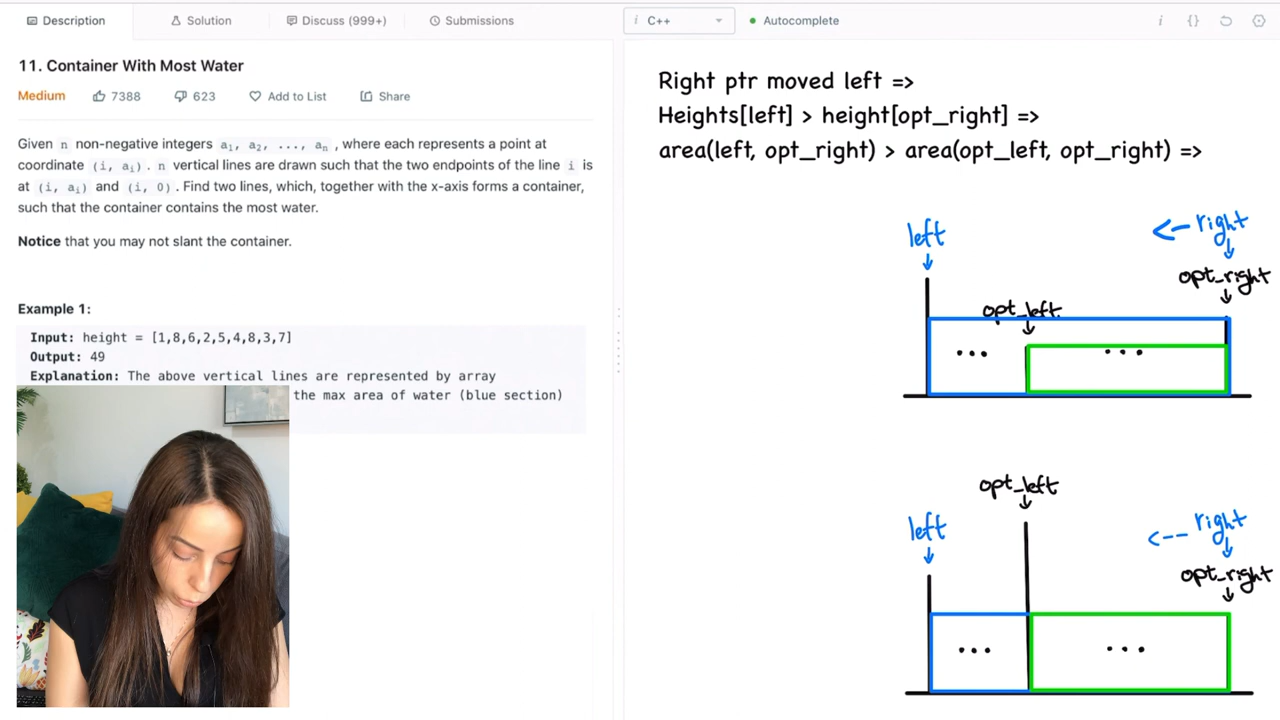 Description
Solution
Discuss (999+)
Submissions
i C++
Autocomplete
i {}
11. Container With Most Water
Medium
7388
623
Add to List
Share
Given n non-negative integers a1, a2, ..., an , where each represents a point at
coordinate (i, ai) . n vertical lines are drawn such that the two endpoints of the line i is
at (i, ai) and (i, 0) . Find two lines, which, together with the x-axis forms a container,
such that the container contains the most water.
Notice that you may not slant the container.
Example 1:
Input: height = [1,8,6,2,5,4,8,3,7]
Output: 49
Explanation: The above vertical lines are represented by array
the max area of water (blue section)
Right ptr moved left =>
Heights[left] > height[opt_right] =>
area(left, opt_right) > area(opt_left, opt_right) =>
left
right
opt_right
opt_left
...
...
opt_left
left
right
opt_right
...
...